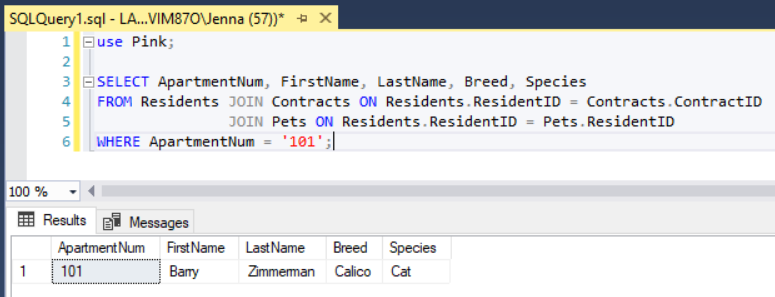 SQLQuery1.sql - LA...VIM87O\Jenna (57))*
1 use Pink;
2
3 SELECT ApartmentNum, FirstName, LastName, Breed, Species
4 FROM Residents JOIN Contracts ON Residents.ResidentID = Contracts.ContractID
5 JOIN Pets ON Residents.ResidentID = Pets.ResidentID
6 WHERE ApartmentNum = '101';
100 %
Results Messages
ApartmentNum FirstName LastName Breed Species
1 101 Barry Zimmerman Calico Cat